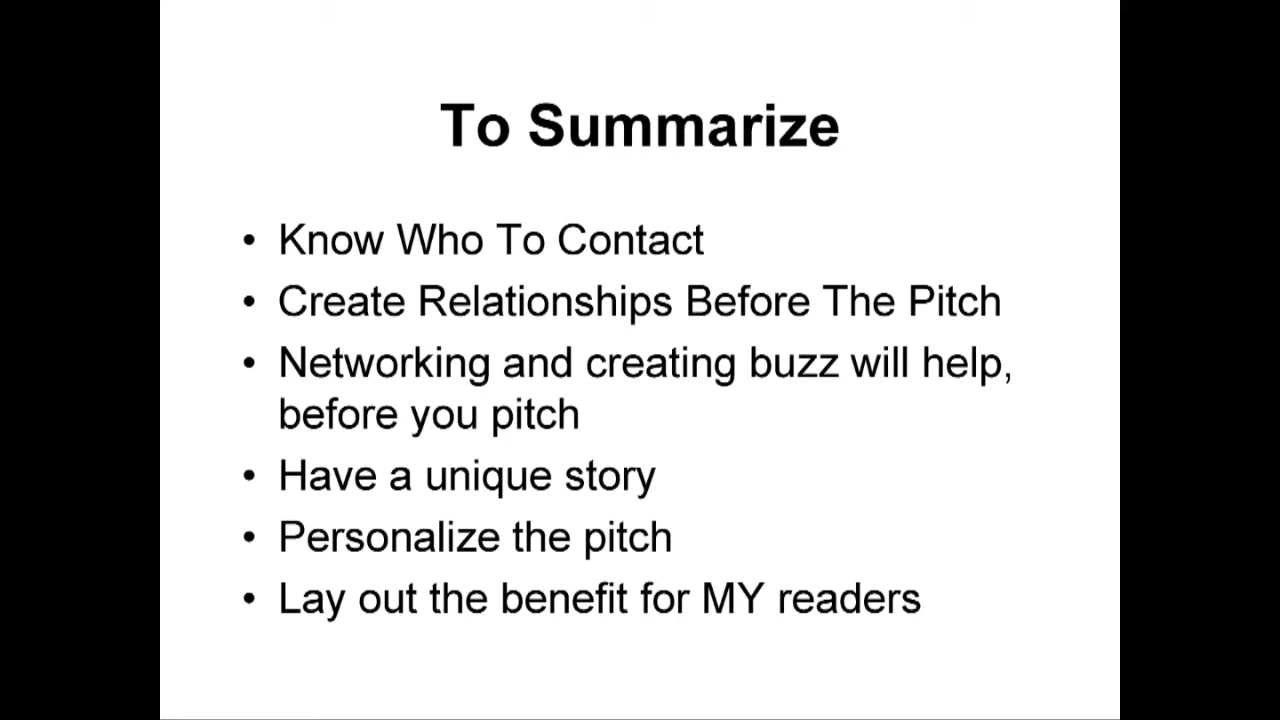 To Summarize
• Know Who To Contact
• Create Relationships Before The Pitch
• Networking and creating buzz will help,
before you pitch
• Have a unique story
• Personalize the pitch
• Lay out the benefit for MY readers